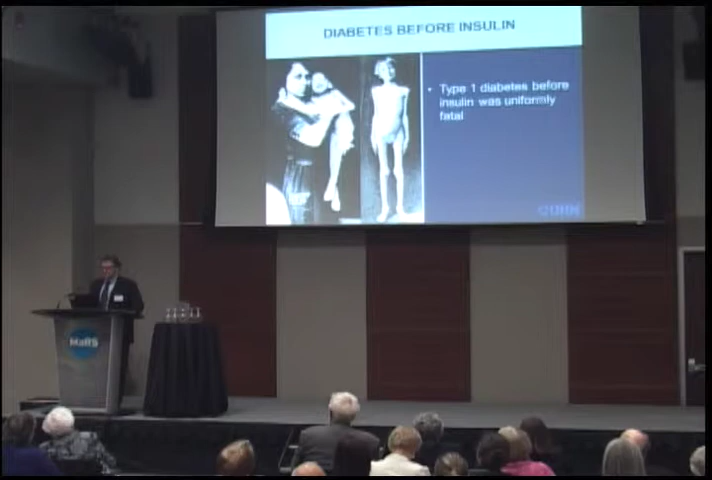 DIABETES BEFORE INSULIN
• Type 1 diabetes before
insulin was uniformly
fatal
MaRS